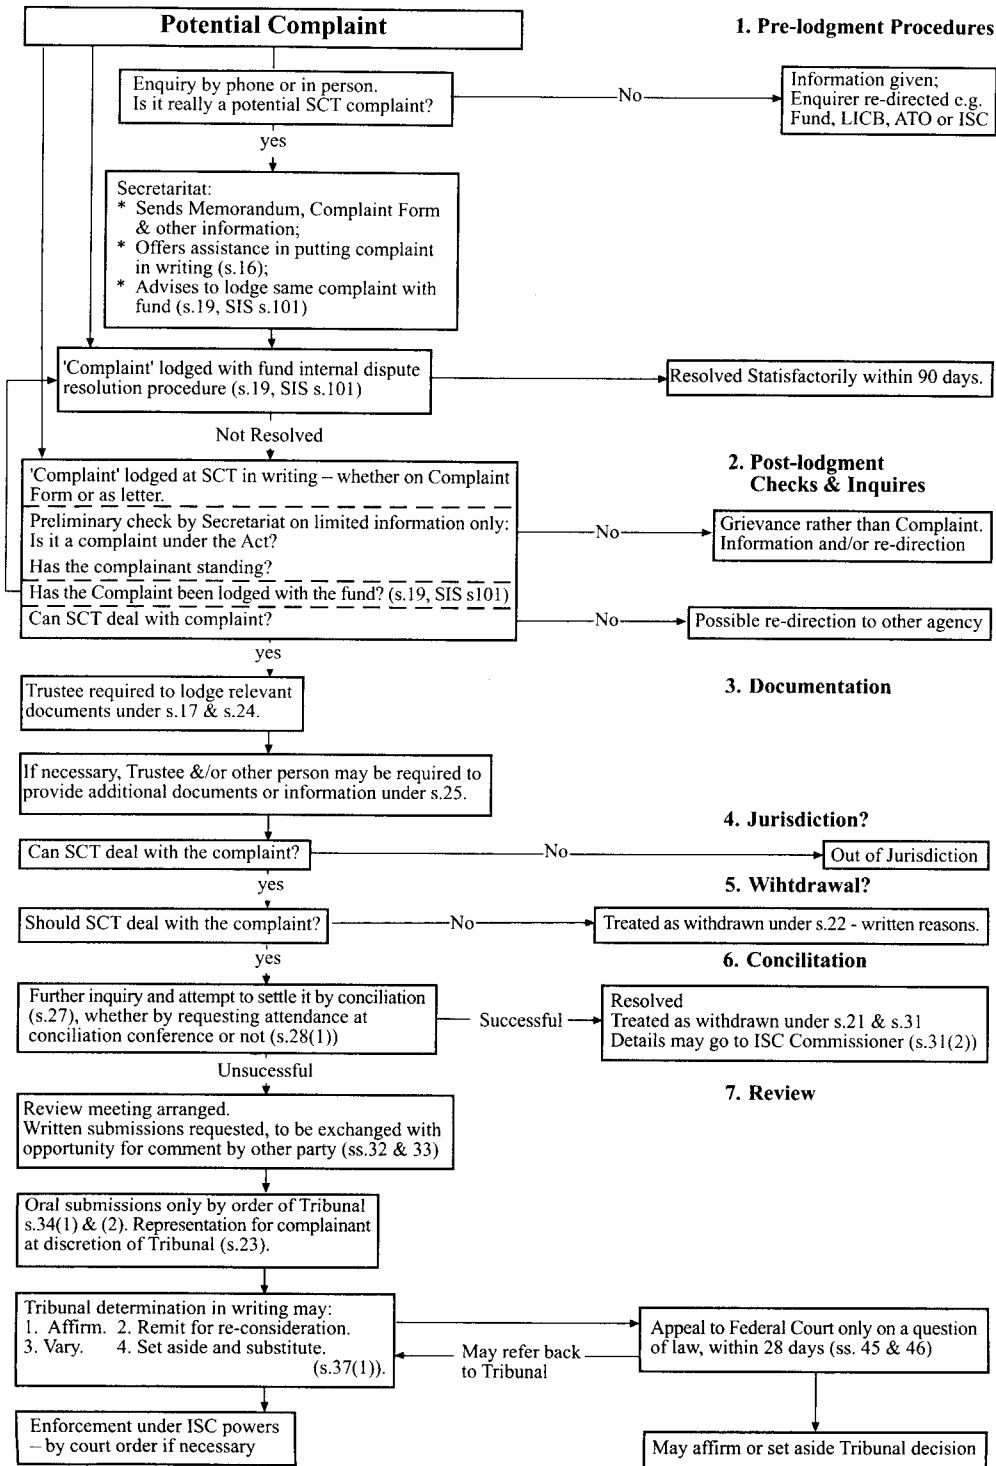 Potential Complaint
1. Pre-lodgment Procedures
Enquiry by phone or in person.
Is it really a potential SCT complaint?
No
Information given;
Enquirer re-directed e.g.
Fund, LICB, ATO or ISC
yes
Secretaritat:
* Sends Memorandum, Complaint Form
& other information;
* Offers assistance in putting complaint
in writing (s.16);
* Advises to lodge same complaint with
fund (s.19, SIS s.101)
'Complaint' lodged with fund internal dispute
resolution procedure (s.19, SIS s.101)
Resolved Statisfactorily within 90 days.
Not Resolved
2. Post-lodgment
Checks & Inquires
'Complaint' lodged at SCT in writing – whether on Complaint
Form or as letter.
Preliminary check by Secretariat on limited information only:
Is it a complaint under the Act?
Has the complainant standing?
No
Grievance rather than Complaint.
Information and/or re-direction
Has the Complaint been lodged with the fund? (s.19, SIS s101)
Can SCT deal with complaint?
No
Possible re-direction to other agency
yes
3. Documentation
Trustee required to lodge relevant
documents under s.17 & s.24.
If necessary, Trustee &/or other person may be required to
provide additional documents or information under s.25.
4. Jurisdiction?
Can SCT deal with the complaint?
No
Out of Jurisdiction
yes
5. Wihtdrawal?
Should SCT deal with the complaint?
No
Treated as withdrawn under s.22 - written reasons.
yes
6. Concilitation
Further inquiry and attempt to settle it by conciliation
(s.27), whether by requesting attendance at
conciliation conference or not (s.28(1))
Successful
Resolved
Treated as withdrawn under s.21 & s.31
Details may go to ISC Commissioner (s.31(2))
Unsucessful
7. Review
Review meeting arranged.
Written submissions requested, to be exchanged with
opportunity for comment by other party (ss.32 & 33)
Oral submissions only by order of Tribunal
s.34(1) & (2). Representation for complainant
at discretion of Tribunal (s.23).
Tribunal determination in writing may:
1. Affirm. 2. Remit for re-consideration.
3. Vary. 4. Set aside and substitute.
(s.37(1)).
May refer back
to Tribunal
Appeal to Federal Court only on a question
of law, within 28 days (ss. 45 & 46)
Enforcement under ISC powers
– by court order if necessary
May affirm or set aside Tribunal decision